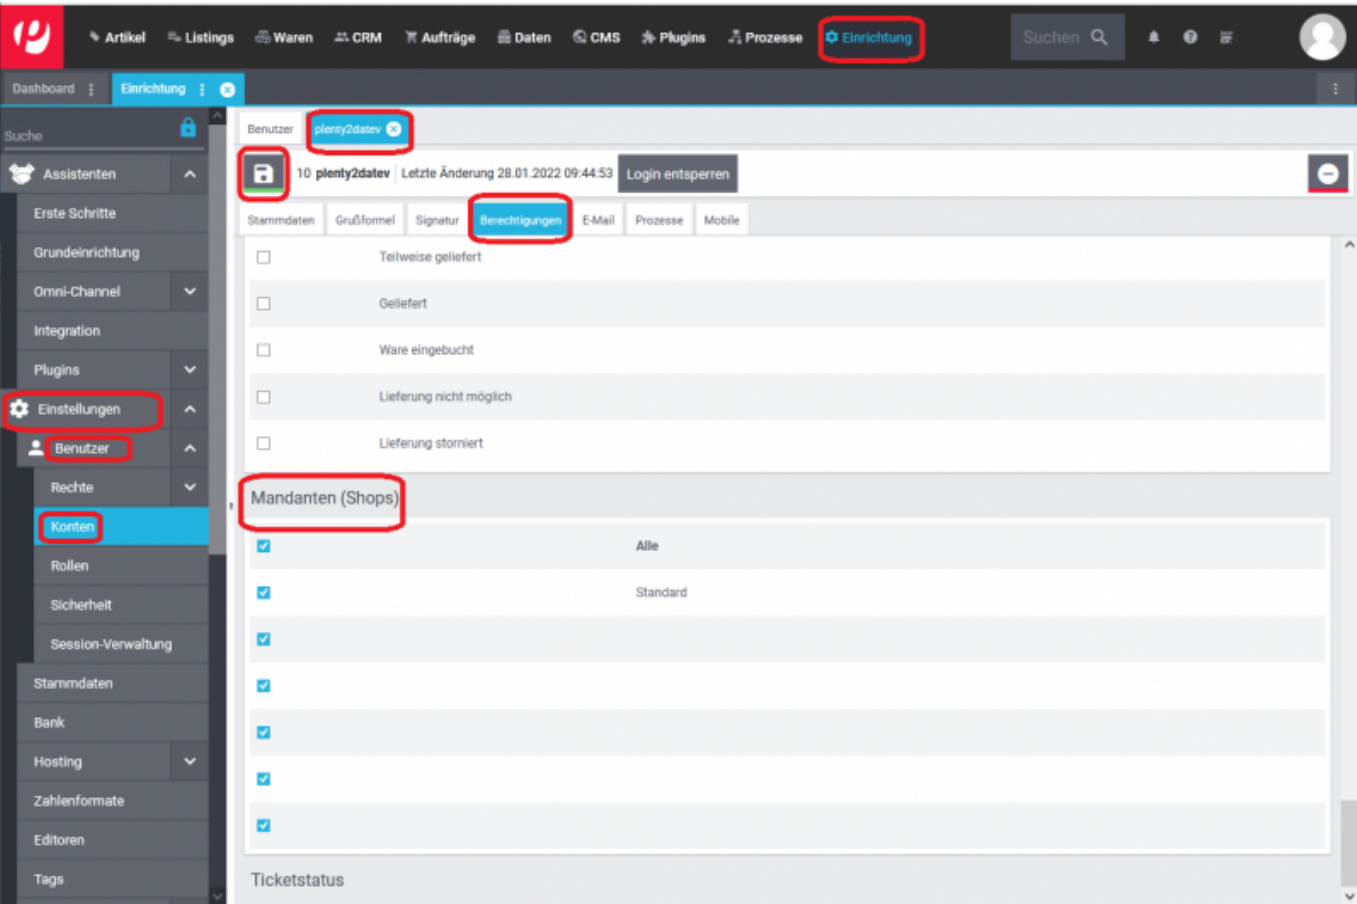 Artikel Listings Waren CRM Aufträge Daten CMS Plugins Prozesse Einrichtung Suchen
Dashboard Einrichtung
Suche
Assistenten
Erste Schritte
Grundeinrichtung
Omni-Channel
Integration
Plugins
Einstellungen
Benutzer
Rechte
Konten
Rollen
Sicherheit
Session-Verwaltung
Stammdaten
Bank
Hosting
Zahlenformate
Editoren
Tags
Benutzer plenty2datev
10 plenty2datev Letzte Änderung 28.01.2022 09:44:53 Login entsperren
Stammdaten Grußformel Signatur Berechtigungen E-Mail Prozesse Mobile
Teilweise geliefert
Geliefert
Ware eingebucht
Lieferung nicht möglich
Lieferung storniert
Mandanten (Shops)
Alle
Standard
Ticketstatus